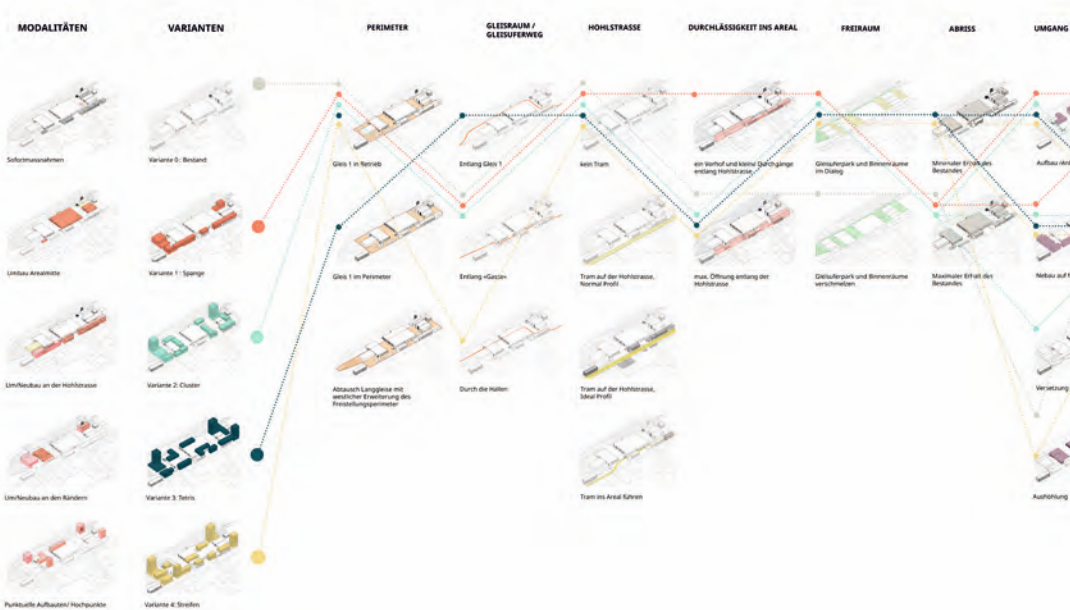 MODALITÄTEN
VARIANTEN
PERIMETER
GLEISRAUM /
GLEISUFERWEG
HOHLSTRASSE
DURCHLÄSSIGKEIT INS AREAL
FREIRAUM
ABRISS
UMGANG
Sofortmassnahmen
Variante 0 : Bestand
Gleis 1 in Betrieb
Entlang Gleis 1
kein Tram
ein Vorhof und kleine Durchgänge
entlang Hohlstrasse
Gleisuferpark und Binnenräume
im Dialog
Minimaler Erhalt des
Bestandes
Aufbau /An
Umbau Arealmitte
Variante 1 : Spange
Gleis 1 im Perimeter
Entlang «Gasse»
Tram auf der Hohlstrasse,
Normal Profil
max. Öffnung entlang der
Hohlstrasse
Gleisuferpark und Binnenräume
verschmelzen
Maximaler Erhalt des
Bestandes
Nebau auf
Um/Neubau an der Hohlstrasse
Variante 2: Cluster
Abtausch Langgleise mit
westlicher Erweiterung des
Freistellungsperimeter
Durch die Hallen
Tram auf der Hohlstrasse,
Ideal Profil
Versetzung
Um/Neubau an den Rändern
Variante 3: Tetris
Tram ins Areal führen
Aushöhlung
Punktuelle Aufbauten/ Hochpunkte
Variante 4: Streifen